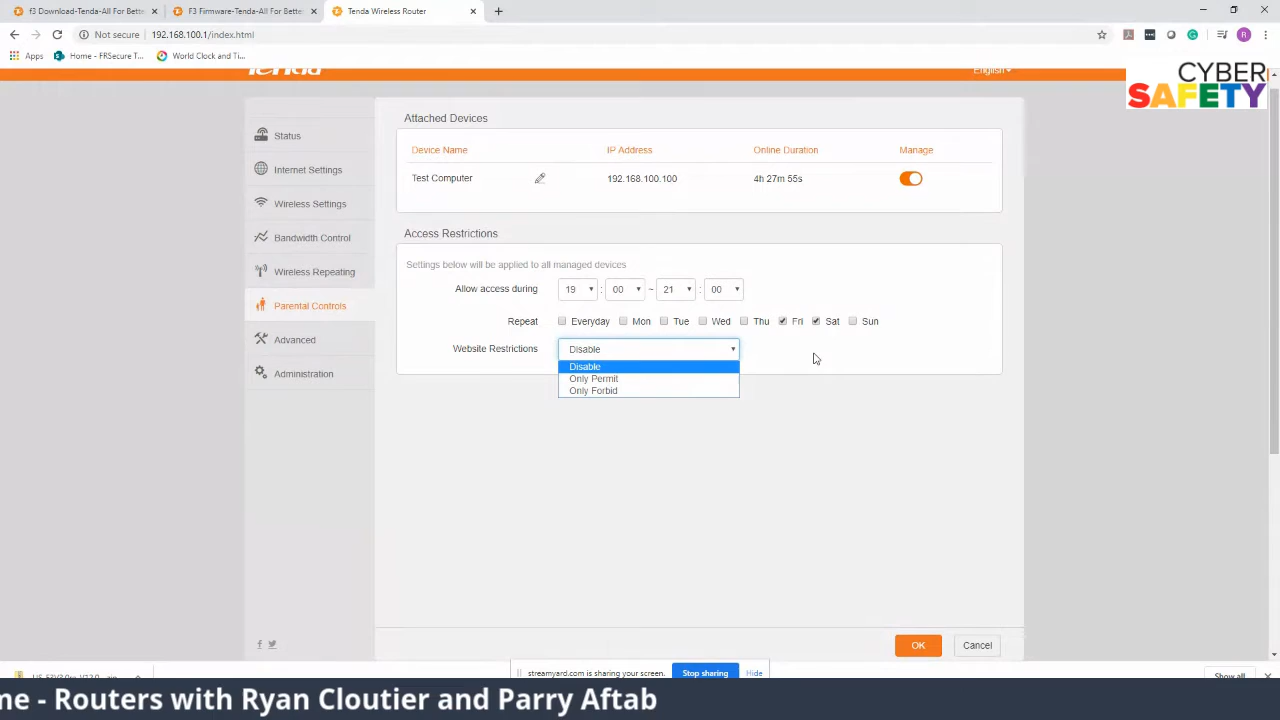 f3 Download-Tenda-All For Bette
F3 Firmware-Tenda-All For Better
Tenda Wireless Router
Not secure 192.168.100.1/index.html
Apps Home - FRSecure T... World Clock and Ti...
Tenda
English
CYBER
SAFETY
Status
Internet Settings
Wireless Settings
Bandwidth Control
Wireless Repeating
Parental Controls
Advanced
Administration
Attached Devices
Device Name IP Address Online Duration Manage
Test Computer 192.168.100.100 4h 27m 55s
Access Restrictions
Settings below will be applied to all managed devices
Allow access during 19 : 00 ~ 21 : 00
Repeat Everyday Mon Tue Wed Thu Fri Sat Sun
Website Restrictions Disable
Disable
Only Permit
Only Forbid
OK Cancel
streamyard.com is sharing your screen. Stop sharing Hide
Show all
me - Routers with Ryan Cloutier and Parry Aftab